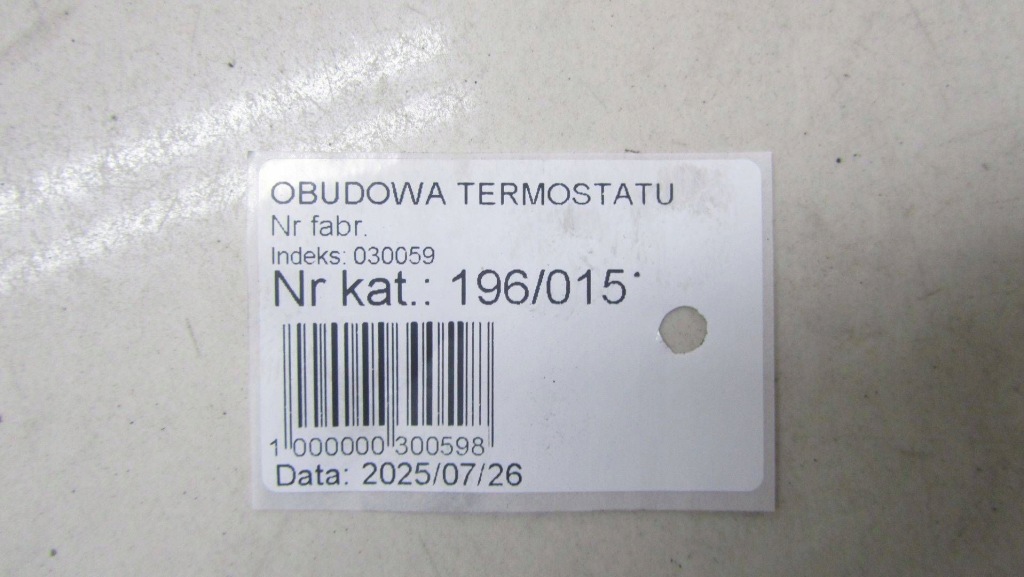 OBUDOWA TERMOSTATU
Nr fabr.
Indeks: 030059
Nr kat.: 196/015
1 000000 300598
Data: 2025/07/26